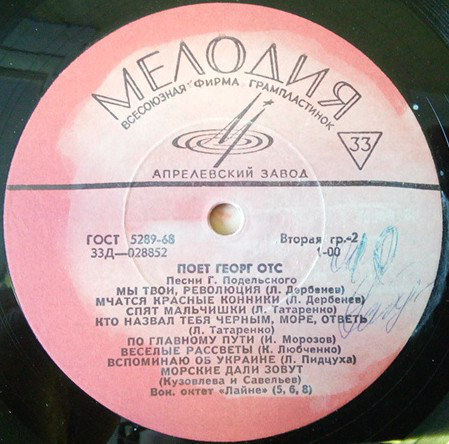 МЕЛОДИЯ
ВСЕСОЮЗНАЯ ФИРМА ГРАМПЛАСТИНОК
33
АПРЕЛЕВСКИЙ ЗАВОД
ГОСТ 5289-68
Вторая гр.-2
33Д—028852
1-00
ПОЕТ ГЕОРГ ОТС
Песни Г. Подельского
МЫ ТВОИ, РЕВОЛЮЦИЯ (Л. Дербенев)
МЧАТСЯ КРАСНЫЕ КОННИКИ (Л. Дербенев)
СПЯТ МАЛЬЧИШКИ (Л. Татаренко)
КТО НАЗВАЛ ТЕБЯ ЧЕРНЫМ, МОРЕ, ОТВЕТЬ
(Л. Татаренко)
ПО ГЛАВНОМУ ПУТИ (И. Морозов)
ВЕСЕЛЫЕ РАССВЕТЫ (К. Любченко)
ВСПОМИНАЮ ОБ УКРАИНЕ (Л. Пидцуха)
МОРСКИЕ ДАЛИ ЗОВУТ
(Кузовлева и Савельев)
Вок. октет «Лайне» (5, 6, 8)